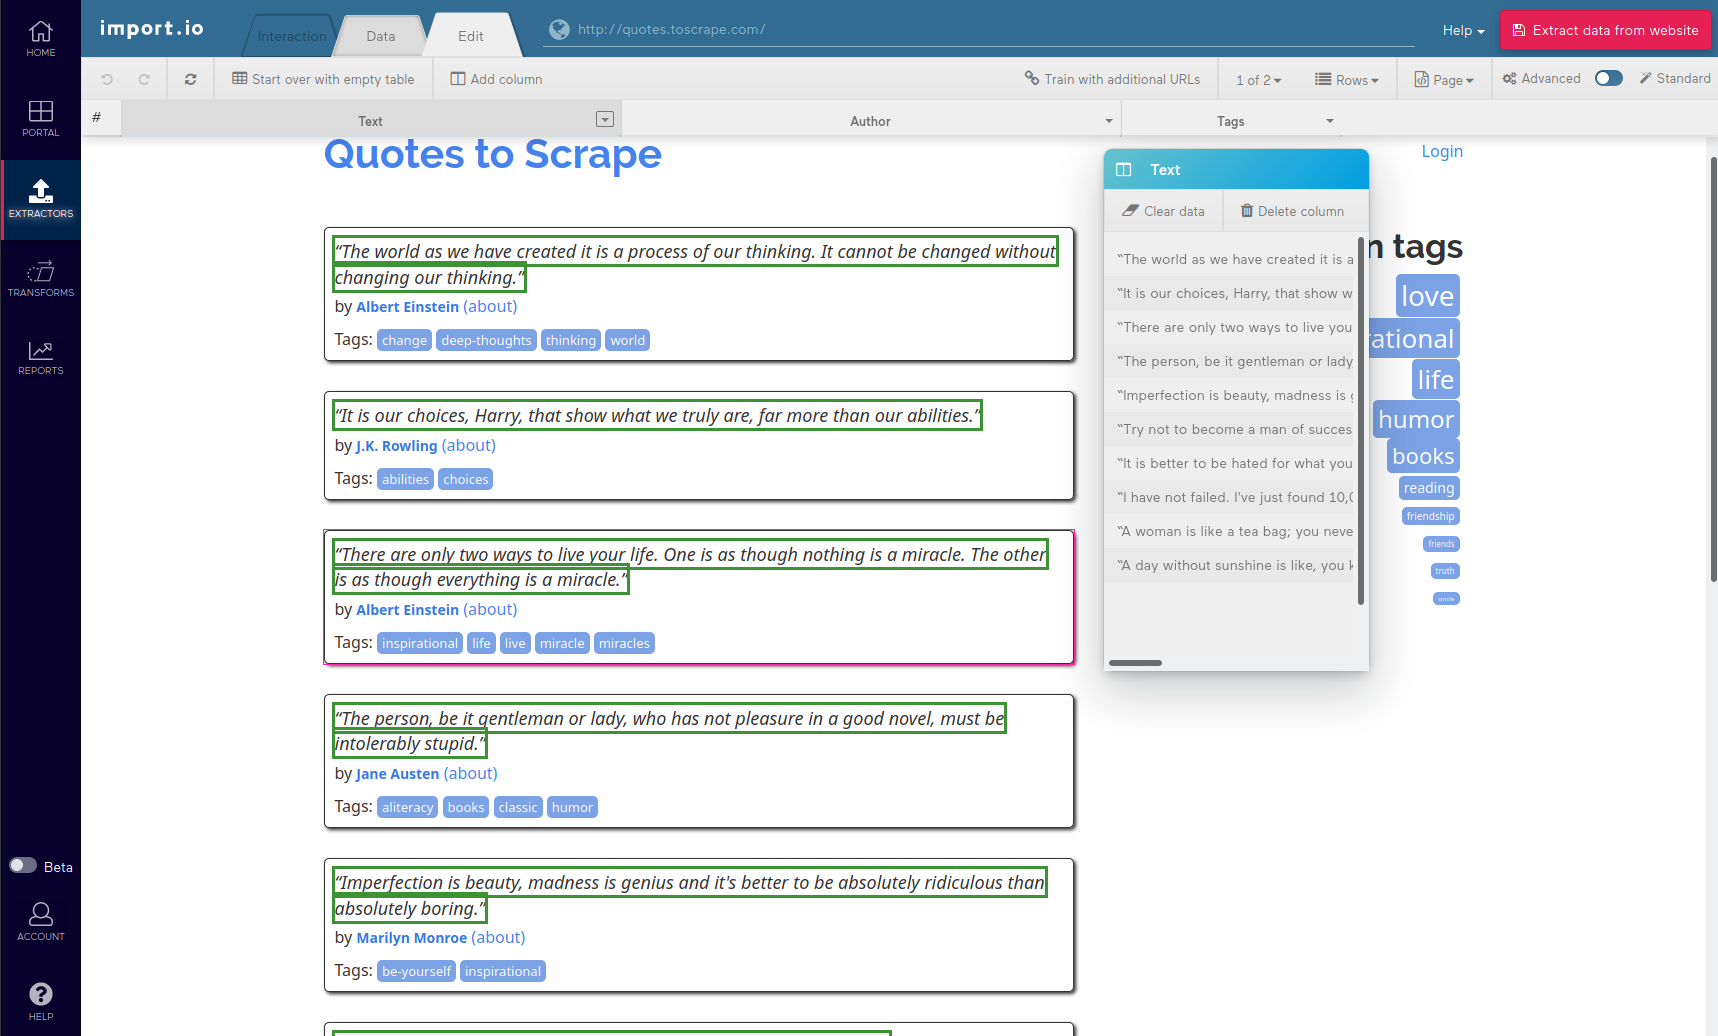 HOME
PORTAL
EXTRACTORS
TRANSFORMS
REPORTS
Beta
ACCOUNT
HELP
import.io
Interaction
Data
Edit
http://quotes.toscrape.com/
Help
Extract data from website
Start over with empty table
Add column
Train with additional URLs
1 of 2
Rows
Page
Advanced
Standard
#
Text
Author
Tags
Quotes to Scrape
Login
“The world as we have created it is a process of our thinking. It cannot be changed without
changing our thinking.”
by Albert Einstein (about)
Tags: change deep-thoughts thinking world
“It is our choices, Harry, that show what we truly are, far more than our abilities.”
by J.K. Rowling (about)
Tags: abilities choices
“There are only two ways to live your life. One is as though nothing is a miracle. The other
is as though everything is a miracle.”
by Albert Einstein (about)
Tags: inspirational life live miracle miracles
“The person, be it gentleman or lady, who has not pleasure in a good novel, must be
intolerably stupid.”
by Jane Austen (about)
Tags: aliteracy books classic humor
“Imperfection is beauty, madness is genius and it's better to be absolutely ridiculous than
absolutely boring.”
by Marilyn Monroe (about)
Tags: be-yourself inspirational
Text
Clear data
Delete column
“The world as we have created it is a
“It is our choices, Harry, that show w
“There are only two ways to live you
“The person, be it gentleman or lady,
“Imperfection is beauty, madness is g
“Try not to become a man of succes
“It is better to be hated for what you
“I have not failed. I've just found 10,0
“A woman is like a tea bag; you neve
“A day without sunshine is like, you k
n tags
love
rational
life
humor
books
reading
friendship
friends
truth
simile